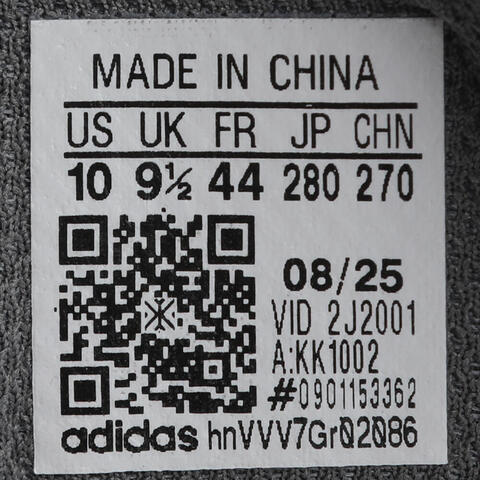 MADE IN CHINA
US UK FR JP CHN
10 9½ 44 280 270
08/25
VID 2J2001
A:KK1002
#0901153362
adidas hnVVV7Gr02086